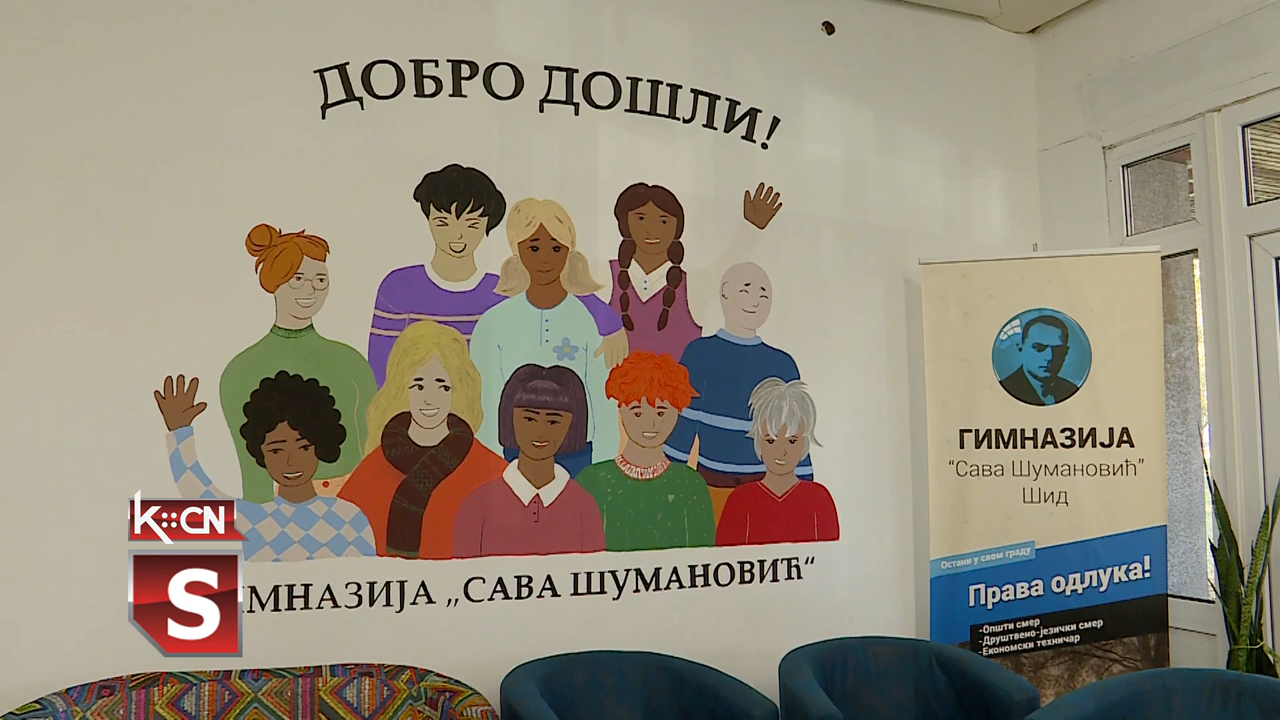 ДОБРО ДОШЛИ!
ГИМНАЗИЈА
“Сава Шумановић”
Шид
Остани у свом граду
Права одлука!
-Општи смер
-Друштвено-језички смер
-Економски техничар
K::CN
S
ИМНАЗИЈА „САВА ШУМАНОВИЋ“